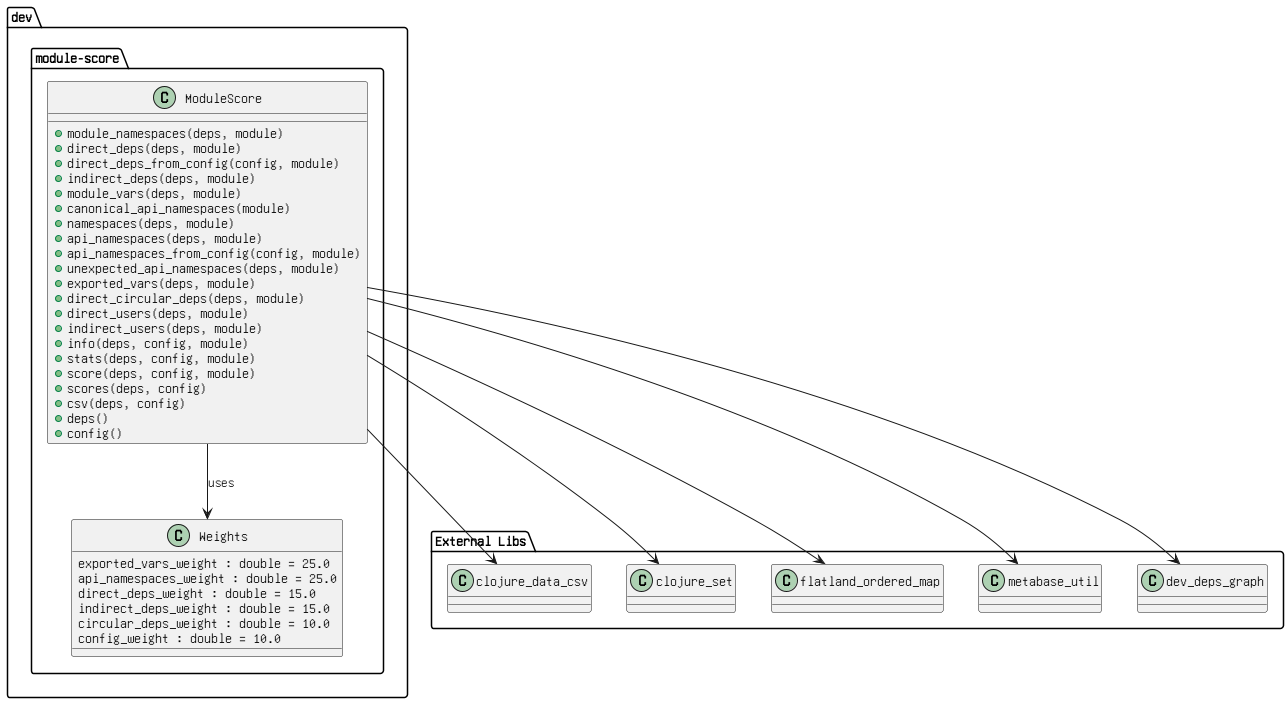 dev
module-score
C ModuleScore
module_namespaces(deps, module)
direct_deps(deps, module)
direct_deps_from_config(config, module)
indirect_deps(deps, module)
module_vars(deps, module)
canonical_api_namespaces(module)
namespaces(deps, module)
api_namespaces(deps, module)
api_namespaces_from_config(config, module)
unexpected_api_namespaces(deps, module)
exported_vars(deps, module)
direct_circular_deps(deps, module)
direct_users(deps, module)
indirect_users(deps, module)
info(deps, config, module)
stats(deps, config, module)
score(deps, config, module)
scores(deps, config)
csv(deps, config)
deps()
config()
uses
C Weights
exported_vars_weight : double = 25.0
api_namespaces_weight : double = 25.0
direct_deps_weight : double = 15.0
indirect_deps_weight : double = 15.0
circular_deps_weight : double = 10.0
config_weight : double = 10.0
External Libs
C clojure_data_csv
C clojure_set
C flatland_ordered_map
C metabase_util
C dev_deps_graph